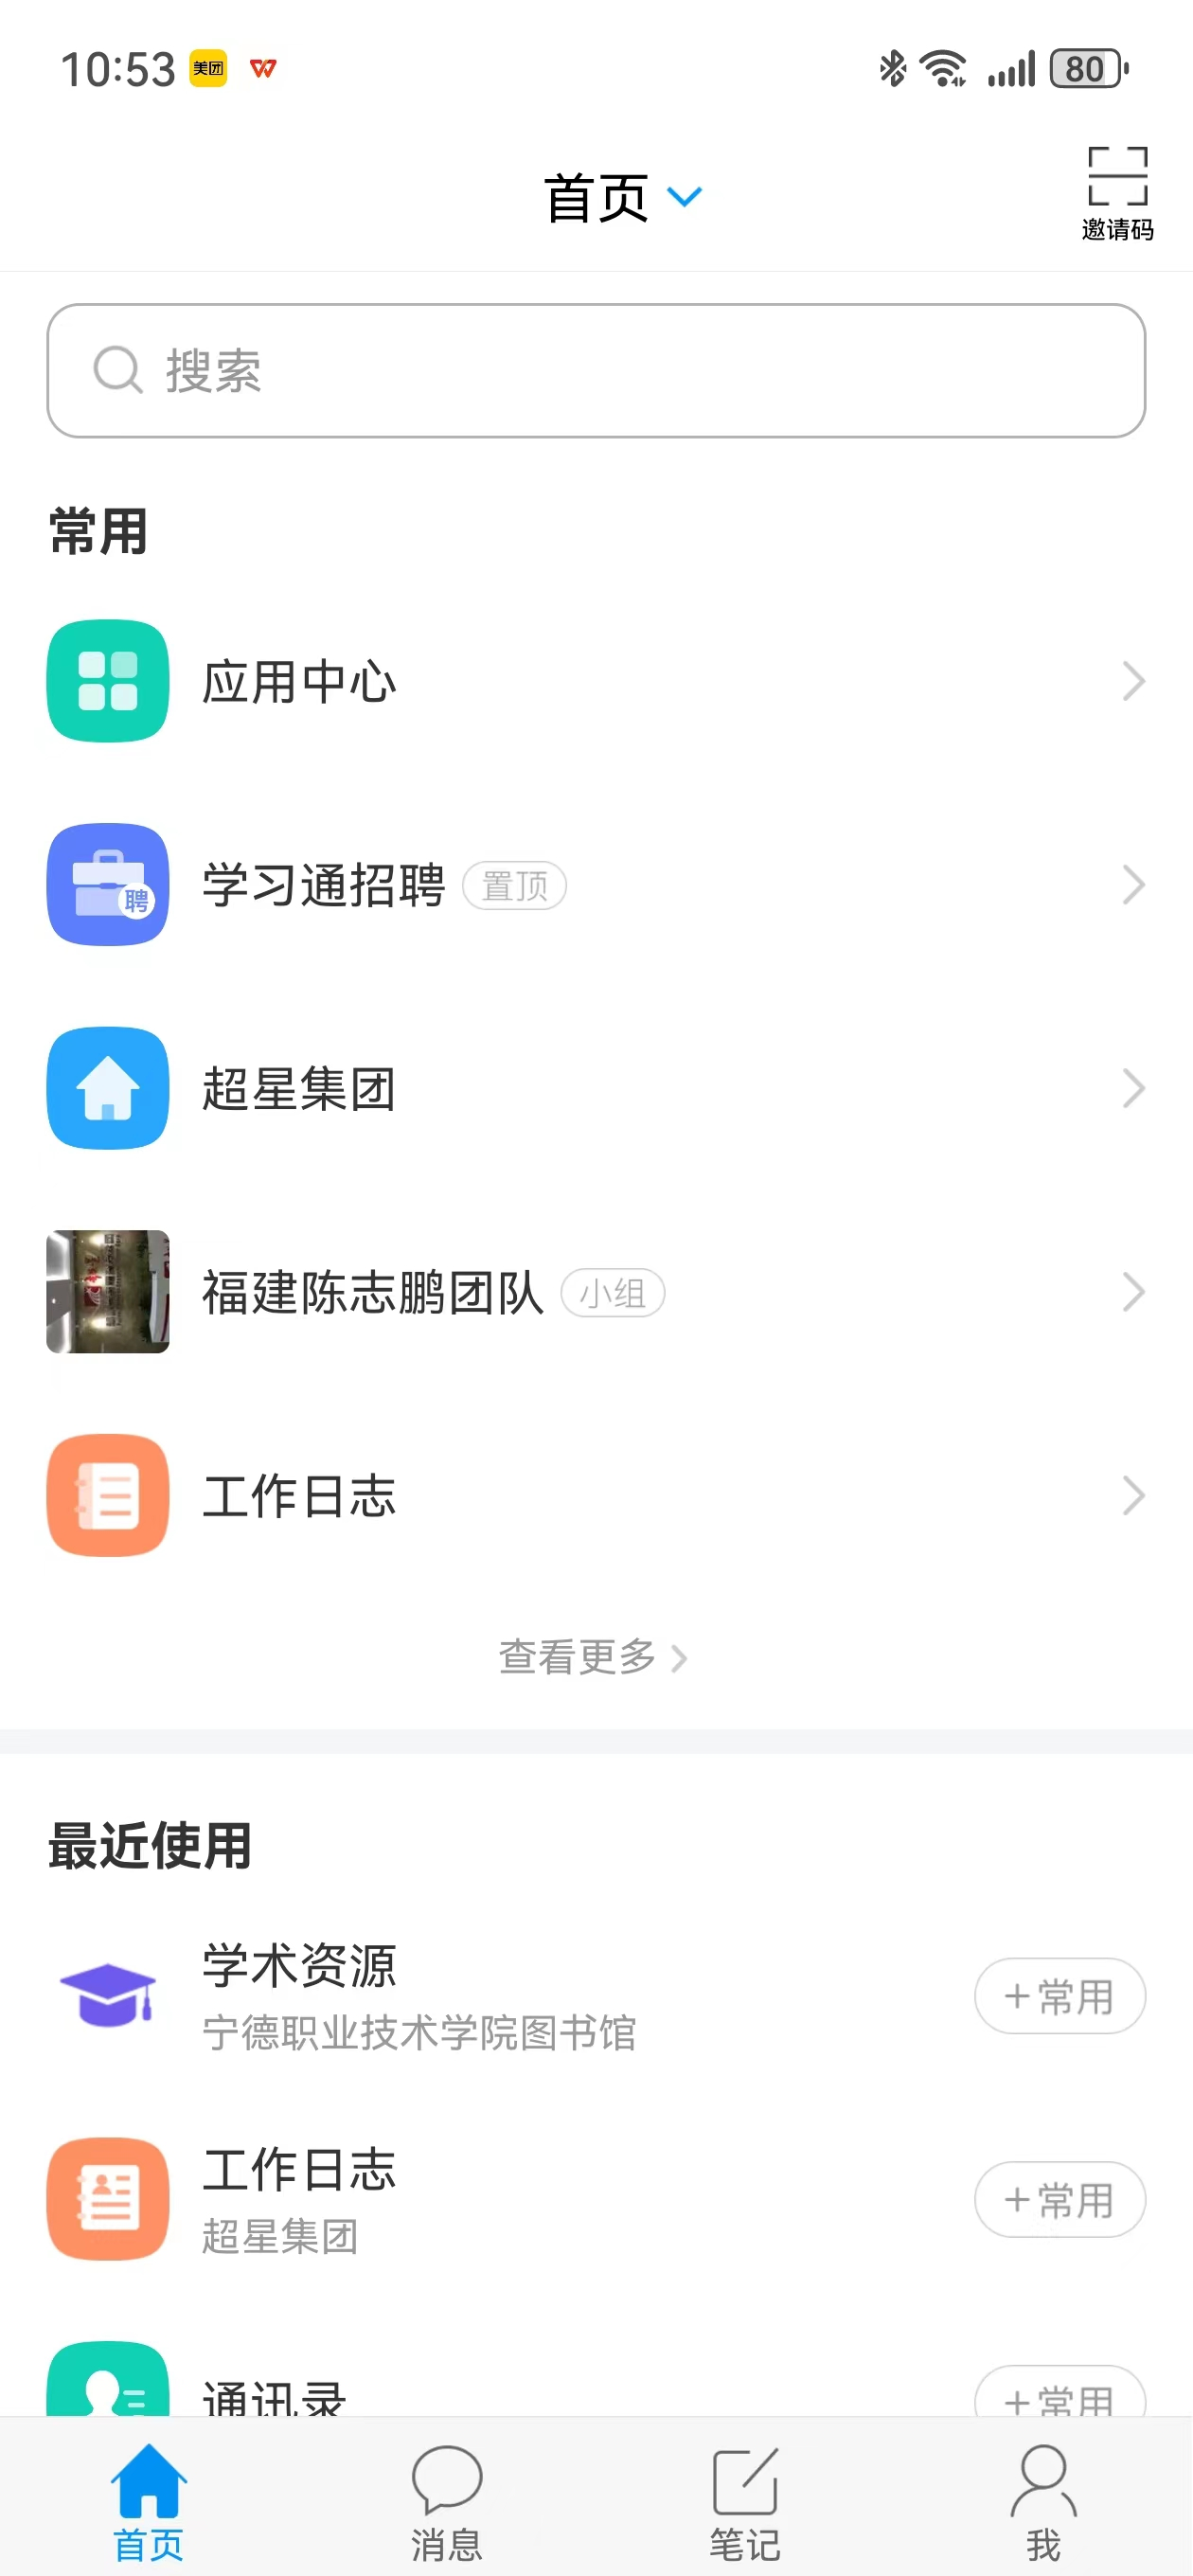 10:53 美团 80
首页
邀请码
搜索
常用
应用中心
聘
学习通招聘 置顶
超星集团
福建陈志鹏团队 小组
工作日志
查看更多
最近使用
学术资源
宁德职业技术学院图书馆
+常用
工作日志
超星集团
+常用
通讯录
+常用
首页 消息 笔记 我